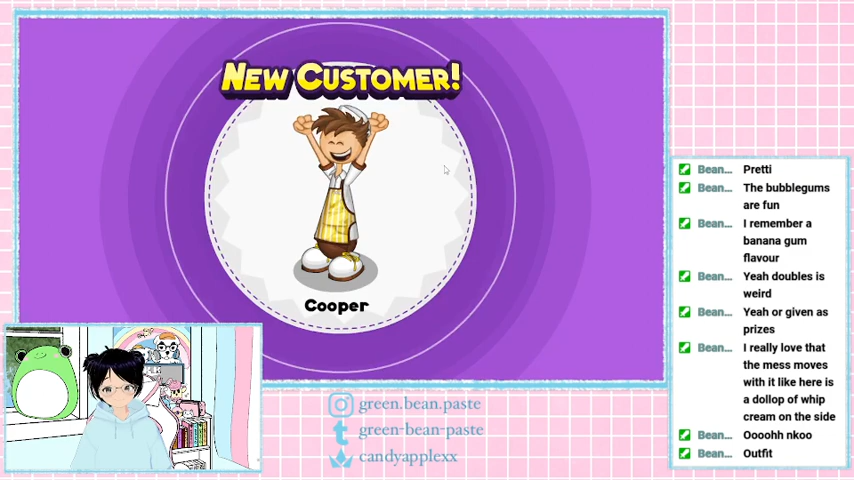 NEW CUSTOMER!
Cooper
green.bean.paste
green-bean-paste
candyapplexx
Bean... Pretti
Bean... The bubblegums
are fun
Bean... I remember a
banana gum
flavour
Bean... Yeah doubles is
weird
Bean... Yeah or given as
prizes
Bean... I really love that
the mess moves
with it like here is
a dollop of whip
cream on the side
Bean... Oooohh nkoo
Bean... Outfit